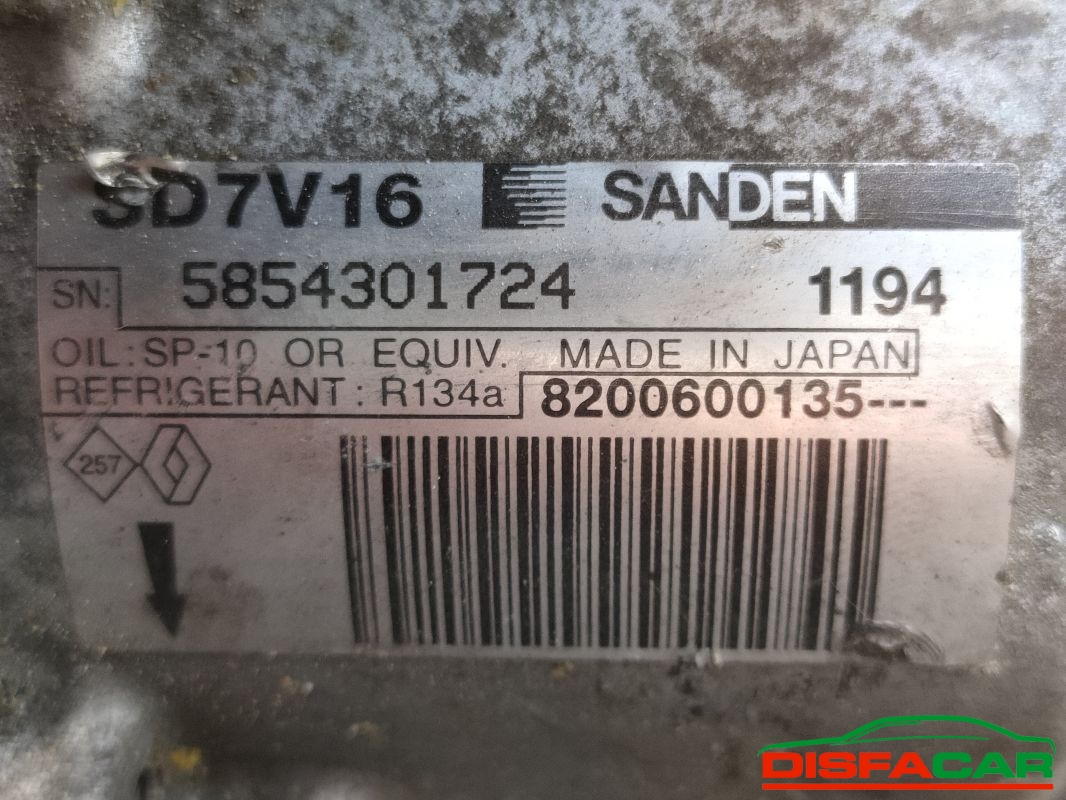 SD7V16 SANDEN
SN: 5854301724 1194
OIL: SP-10 OR EQUIV. MADE IN JAPAN
REFRIGERANT: R134a 8200600135---
257
DISFACAR